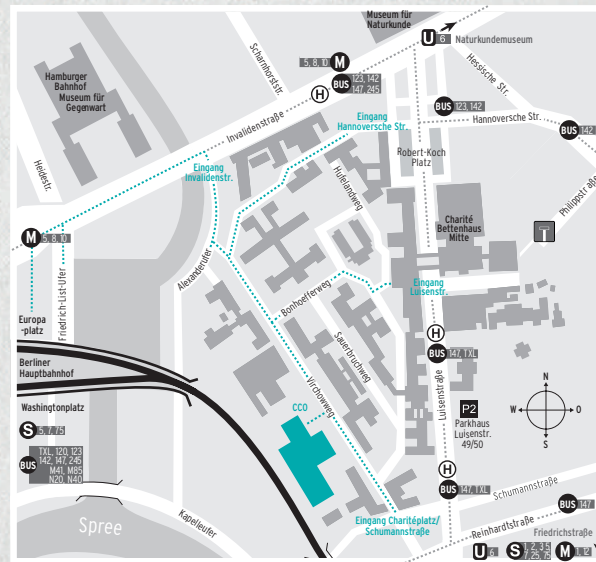 Museum für
Naturkunde
U 6 Naturkundemuseum
Scharnhorststr.
5, 8, 10 M
BUS 123, 142
147, 245
H
Hessische Str.
Hamburger
Bahnhof
Museum für
Gegenwart
Invalidenstraße
Eingang
Hannoversche Str.
BUS 123, 142
Hannoversche Str.
BUS 142
Robert-Koch
Platz
Heidestr.
Eingang
Invalidenstr.
Hufelandweg
Philippstraße
Charité
Bettenhaus
Mitte
T
M 5, 8, 10
Friedrich-List-Ufer
Alexanderufer
Eingang
Luisenstr.
Europa
-platz
Bonhoefferweg
Sauerbruchweg
H
BUS 147, TXL
Berliner
Hauptbahnhof
Virchowweg
Luisenstraße
N
W O
S
Washingtonplatz
CCO
P2
Parkhaus
Luisenstr.
49/50
S 5, 7, 75
BUS TXL, 120, 123
142, 147, 245
M41, M85
N20, N40
H
BUS 147, TXL
Schumannstraße
BUS 147
Spree
Kapelleufer
Eingang Charitéplatz/
Schumannstraße
Reinhardtstraße
Friedrichstraße
U 6
S 1, 2, 3, 5
7, 25, 75
M 1, 12